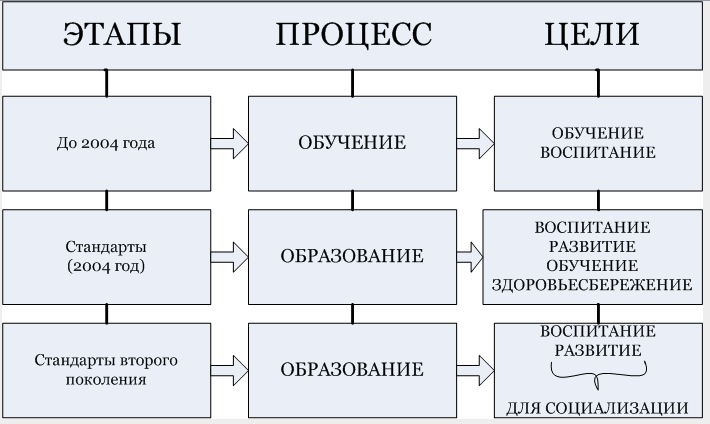 ЭТАПЫ ПРОЦЕСС ЦЕЛИ
До 2004 года
ОБУЧЕНИЕ
ОБУЧЕНИЕ
ВОСПИТАНИЕ
Стандарты
(2004 год)
ОБРАЗОВАНИЕ
ВОСПИТАНИЕ
РАЗВИТИЕ
ОБУЧЕНИЕ
ЗДОРОВЬЕСБЕРЕЖЕНИЕ
Стандарты второго
поколения
ОБРАЗОВАНИЕ
ВОСПИТАНИЕ
РАЗВИТИЕ
ДЛЯ СОЦИАЛИЗАЦИИ